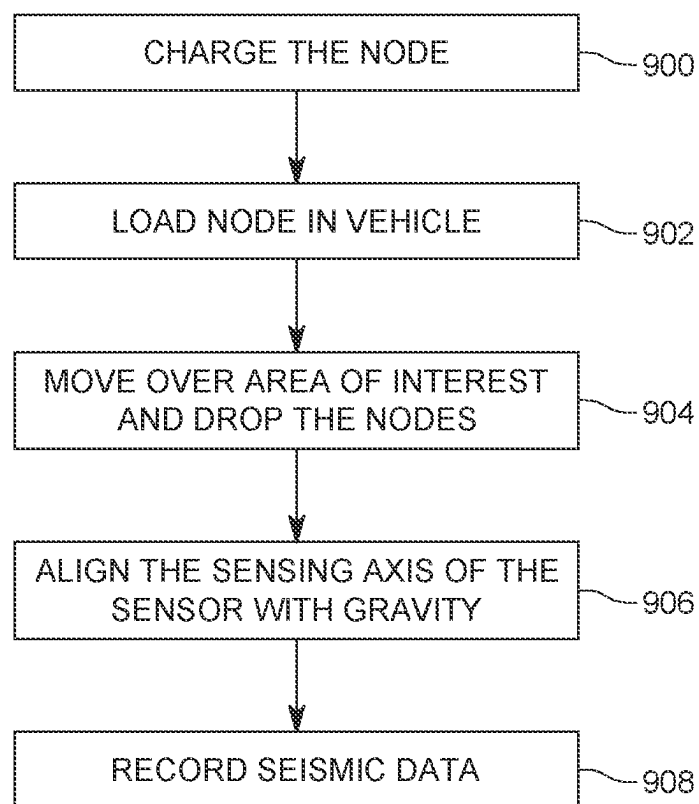 CHARGE THE NODE
900
LOAD NODE IN VEHICLE
902
MOVE OVER AREA OF INTEREST
AND DROP THE NODES
904
ALIGN THE SENSING AXIS OF THE
SENSOR WITH GRAVITY
906
RECORD SEISMIC DATA
908